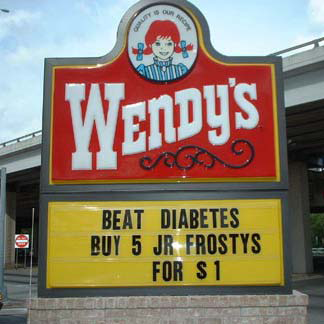 QUALITY IS OUR RECIPE
WENDY'S
BEAT DIABETES
BUY 5 JR FROSTYS
FOR $1